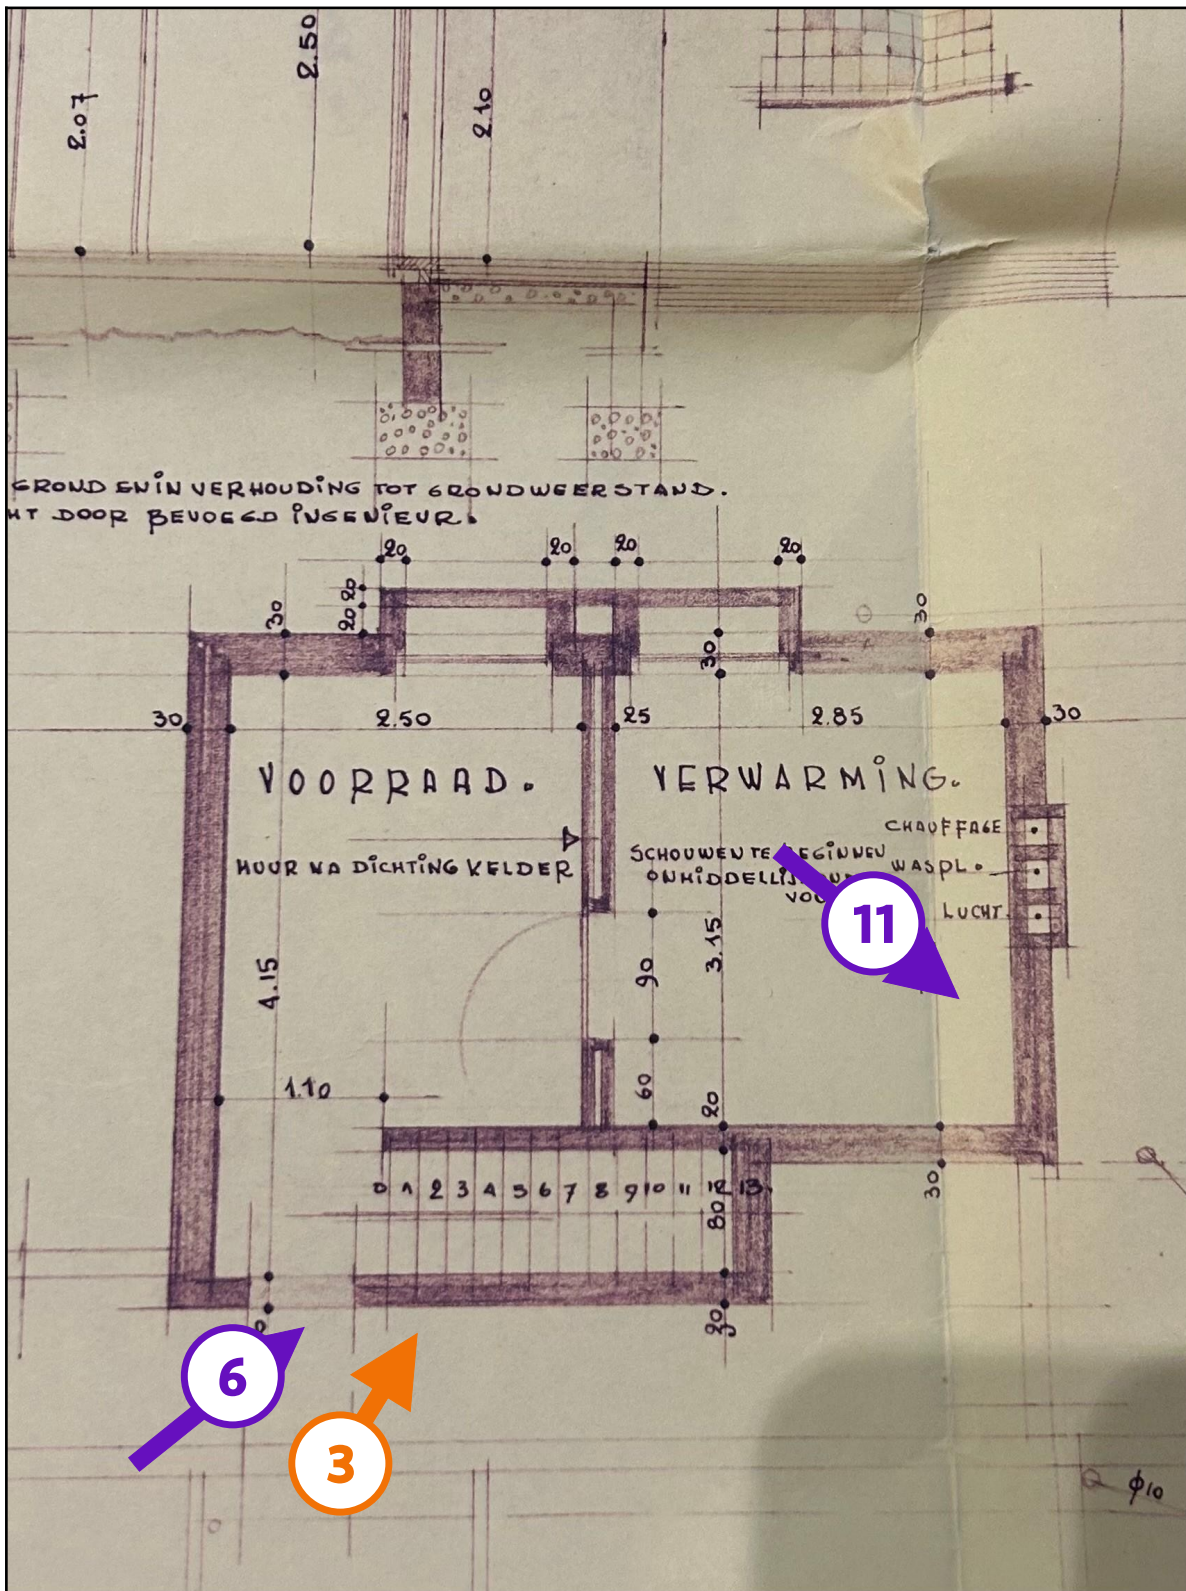 2.07
2.50
2.10
GROND EN IN VERHOUDING TOT GRONDWEERSTAND.
HT DOOR BEVOEGD INGENIEUR.
20 20 20 20
30 20 20 30 30
30 2.50 25 2.85 30
VOORRAAD. VERWARMING.
CHAUFFAGE
MUUR NA DICHTING KELDER
SCHOUWEN TE BEGINNEN
WASPL.
ONMIDDELLIJK
LUCHT.
11
4.15 90 3.15
1.10 60 20
0 1 2 3 4 5 6 7 8 9 10 11 12 13
80 30
20
6
3
ϕ10